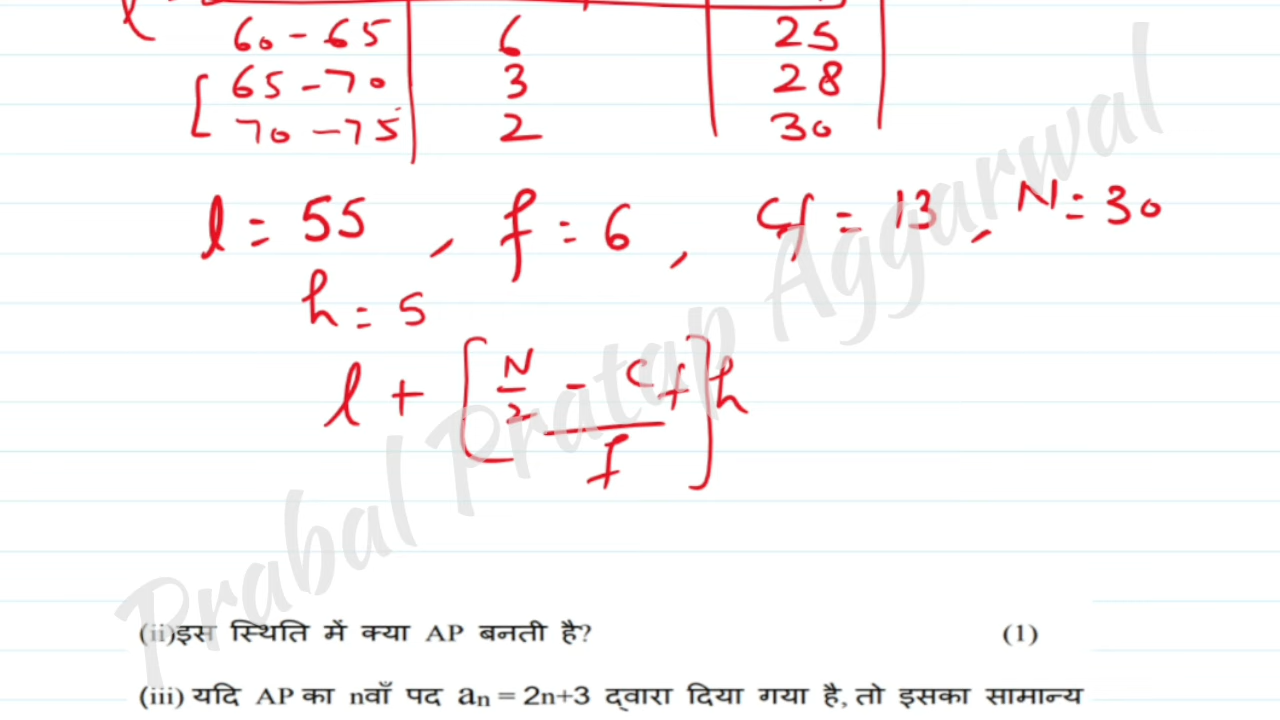 l
60-65 6 25
65-70 3 28
70-75 2 30
l = 55 , f = 6 , cf = 13 , N = 30
h = 5
l + [N/2 - cf / f] h
Prabal Pratap Aggarwal
(ii)इस स्थिति में क्या AP बनती है? (1)
(iii) यदि AP का nवाँ पद an = 2n+3 द्वारा दिया गया है, तो इसका सामान्य